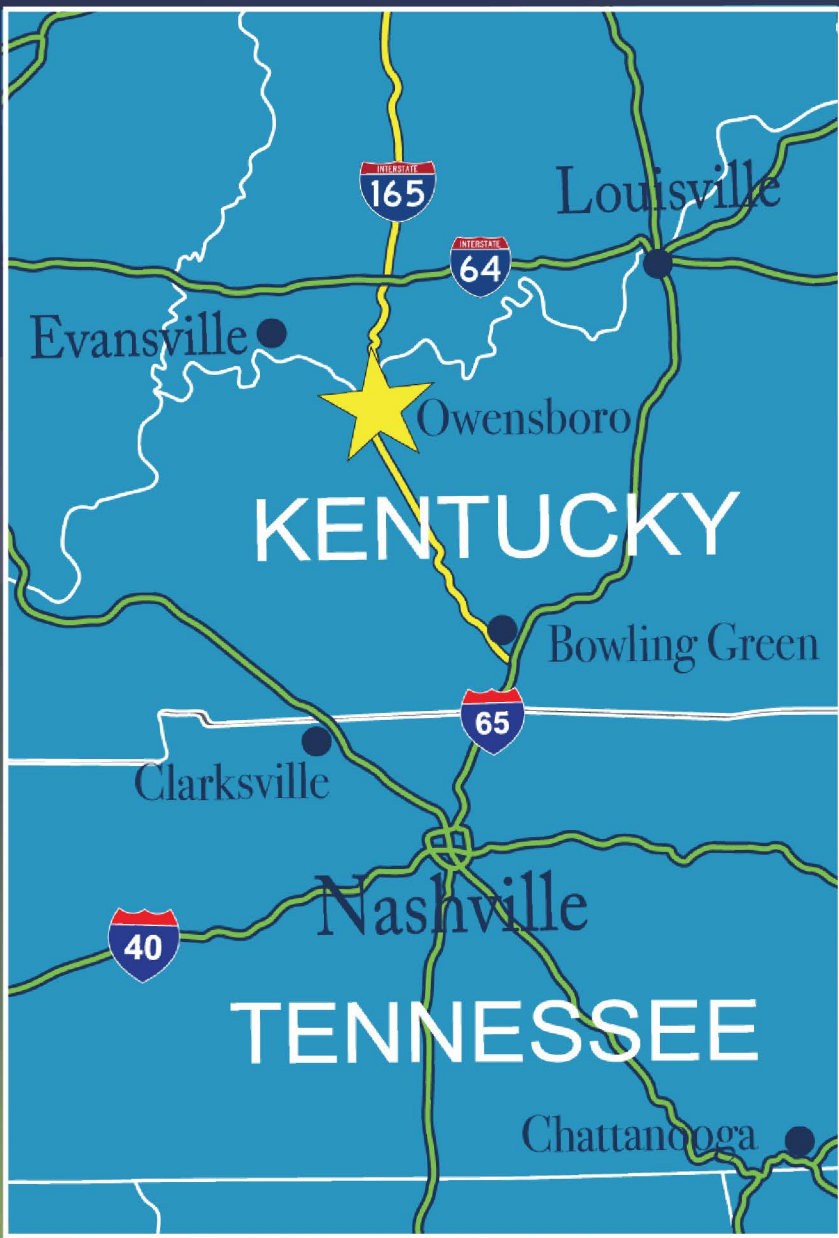 INTERSTATE
165
Louisville
INTERSTATE
64
Evansville
Owensboro
KENTUCKY
Bowling Green
65
Clarksville
Nashville
40
TENNESSEE
Chattanooga